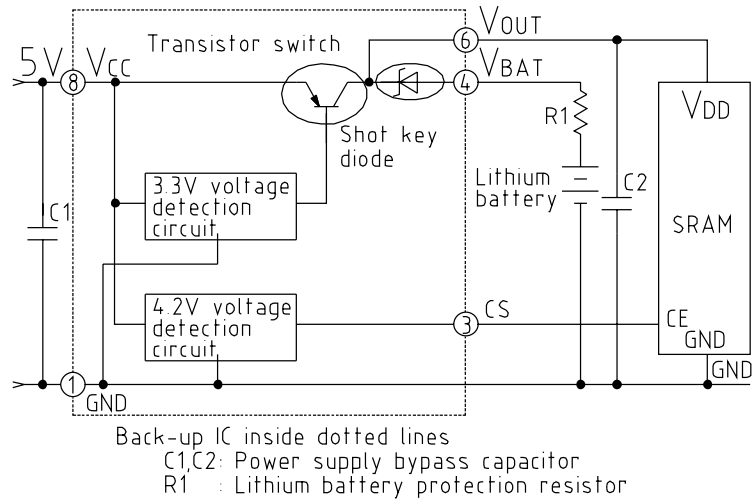 VOUT
Transistor switch
6
5V
8
VCC
4
VBAT
R1
VDD
Shot key
diode
3.3V voltage
detection
circuit
Lithium
battery
C2
C1
SRAM
4.2V voltage
detection
circuit
3
CS
CE
GND
1
GND
GND
Back-up IC inside dotted lines
C1,C2: Power supply bypass capacitor
R1 : Lithium battery protection resistor